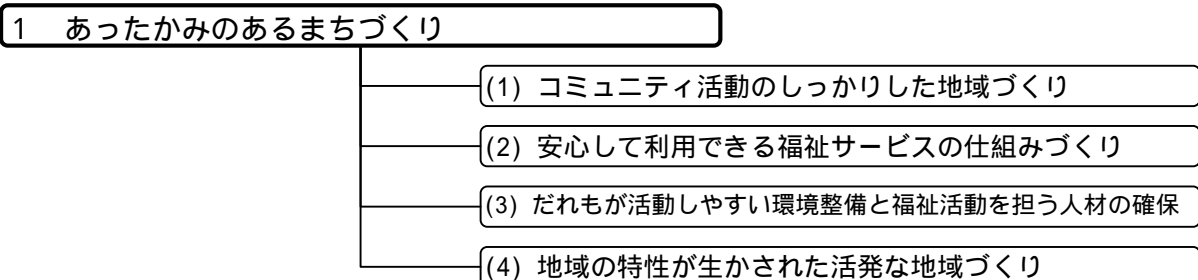 1　あったかみのあるまちづくり
(1) コミュニティ活動のしっかりした地域づくり
(2) 安心して利用できる福祉サービスの仕組みづくり
(3) だれもが活動しやすい環境整備と福祉活動を担う人材の確保
(4) 地域の特性が生かされた活発な地域づくり